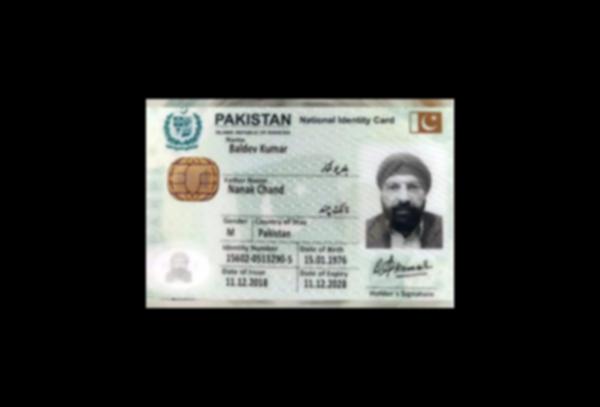 PAKISTAN National Identity Card
ISLAMIC REPUBLIC OF PAKISTAN
Name
Baldev Kumar
Father Name
Nanak Chand
Gender Country of Stay
M Pakistan
Identity Number Date of Birth
15602-0513290-5 15.01.1976
Date of Issue Date of Expiry
11.12.2018 11.12.2028
Holder's Signature